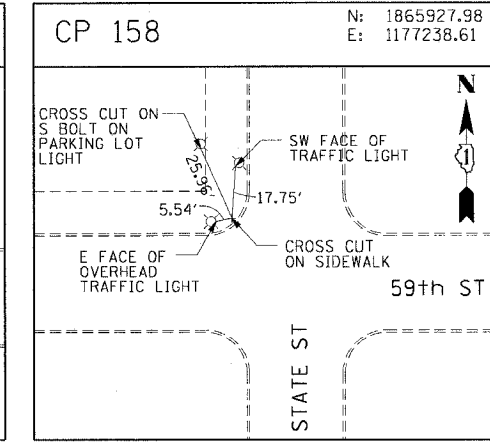 CP 158
N: 1865927.98
E: 1177238.61
CROSS CUT ON
S BOLT ON
PARKING LOT
LIGHT
25.96'
SW FACE OF
TRAFFIC LIGHT
N
1
5.54'
17.75'
E FACE OF
OVERHEAD
TRAFFIC LIGHT
CROSS CUT
ON SIDEWALK
59th ST
STATE ST